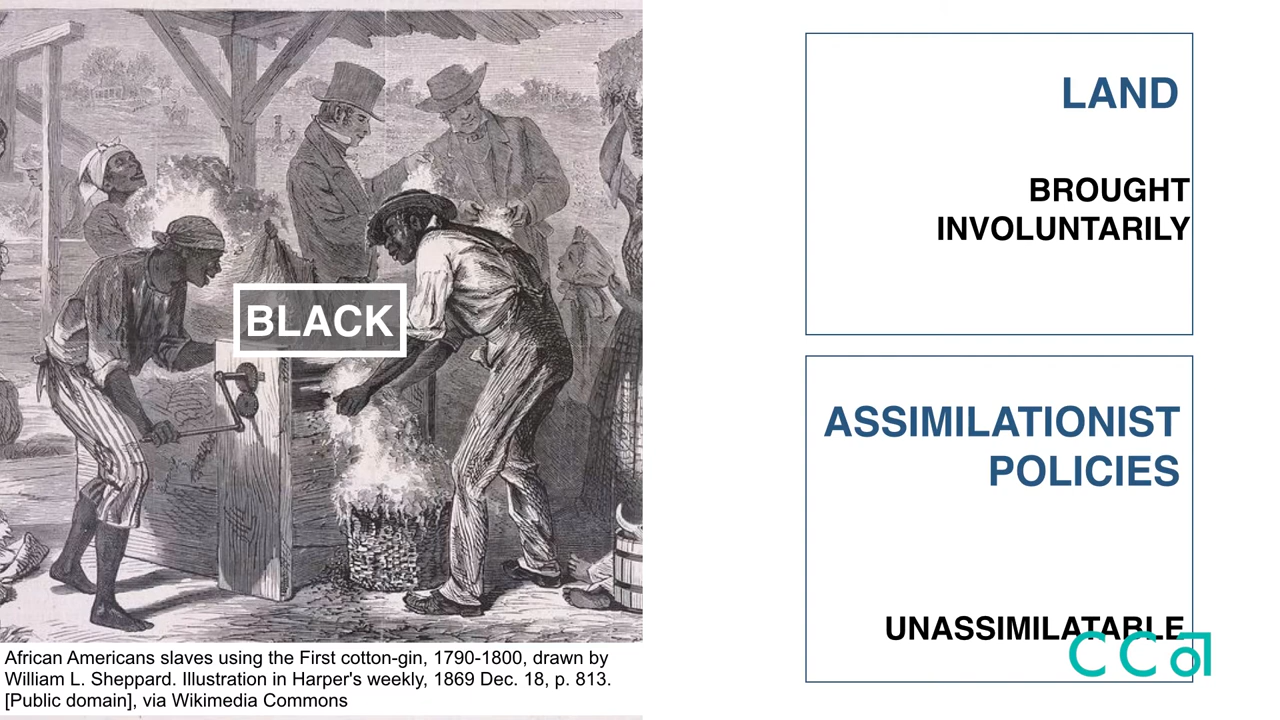 BLACK
African Americans slaves using the First cotton-gin, 1790-1800, drawn by
William L. Sheppard. Illustration in Harper's weekly, 1869 Dec. 18, p. 813.
[Public domain], via Wikimedia Commons
LAND
BROUGHT
INVOLUNTARILY
ASSIMILATIONIST
POLICIES
UNASSIMILATABLE
CCal